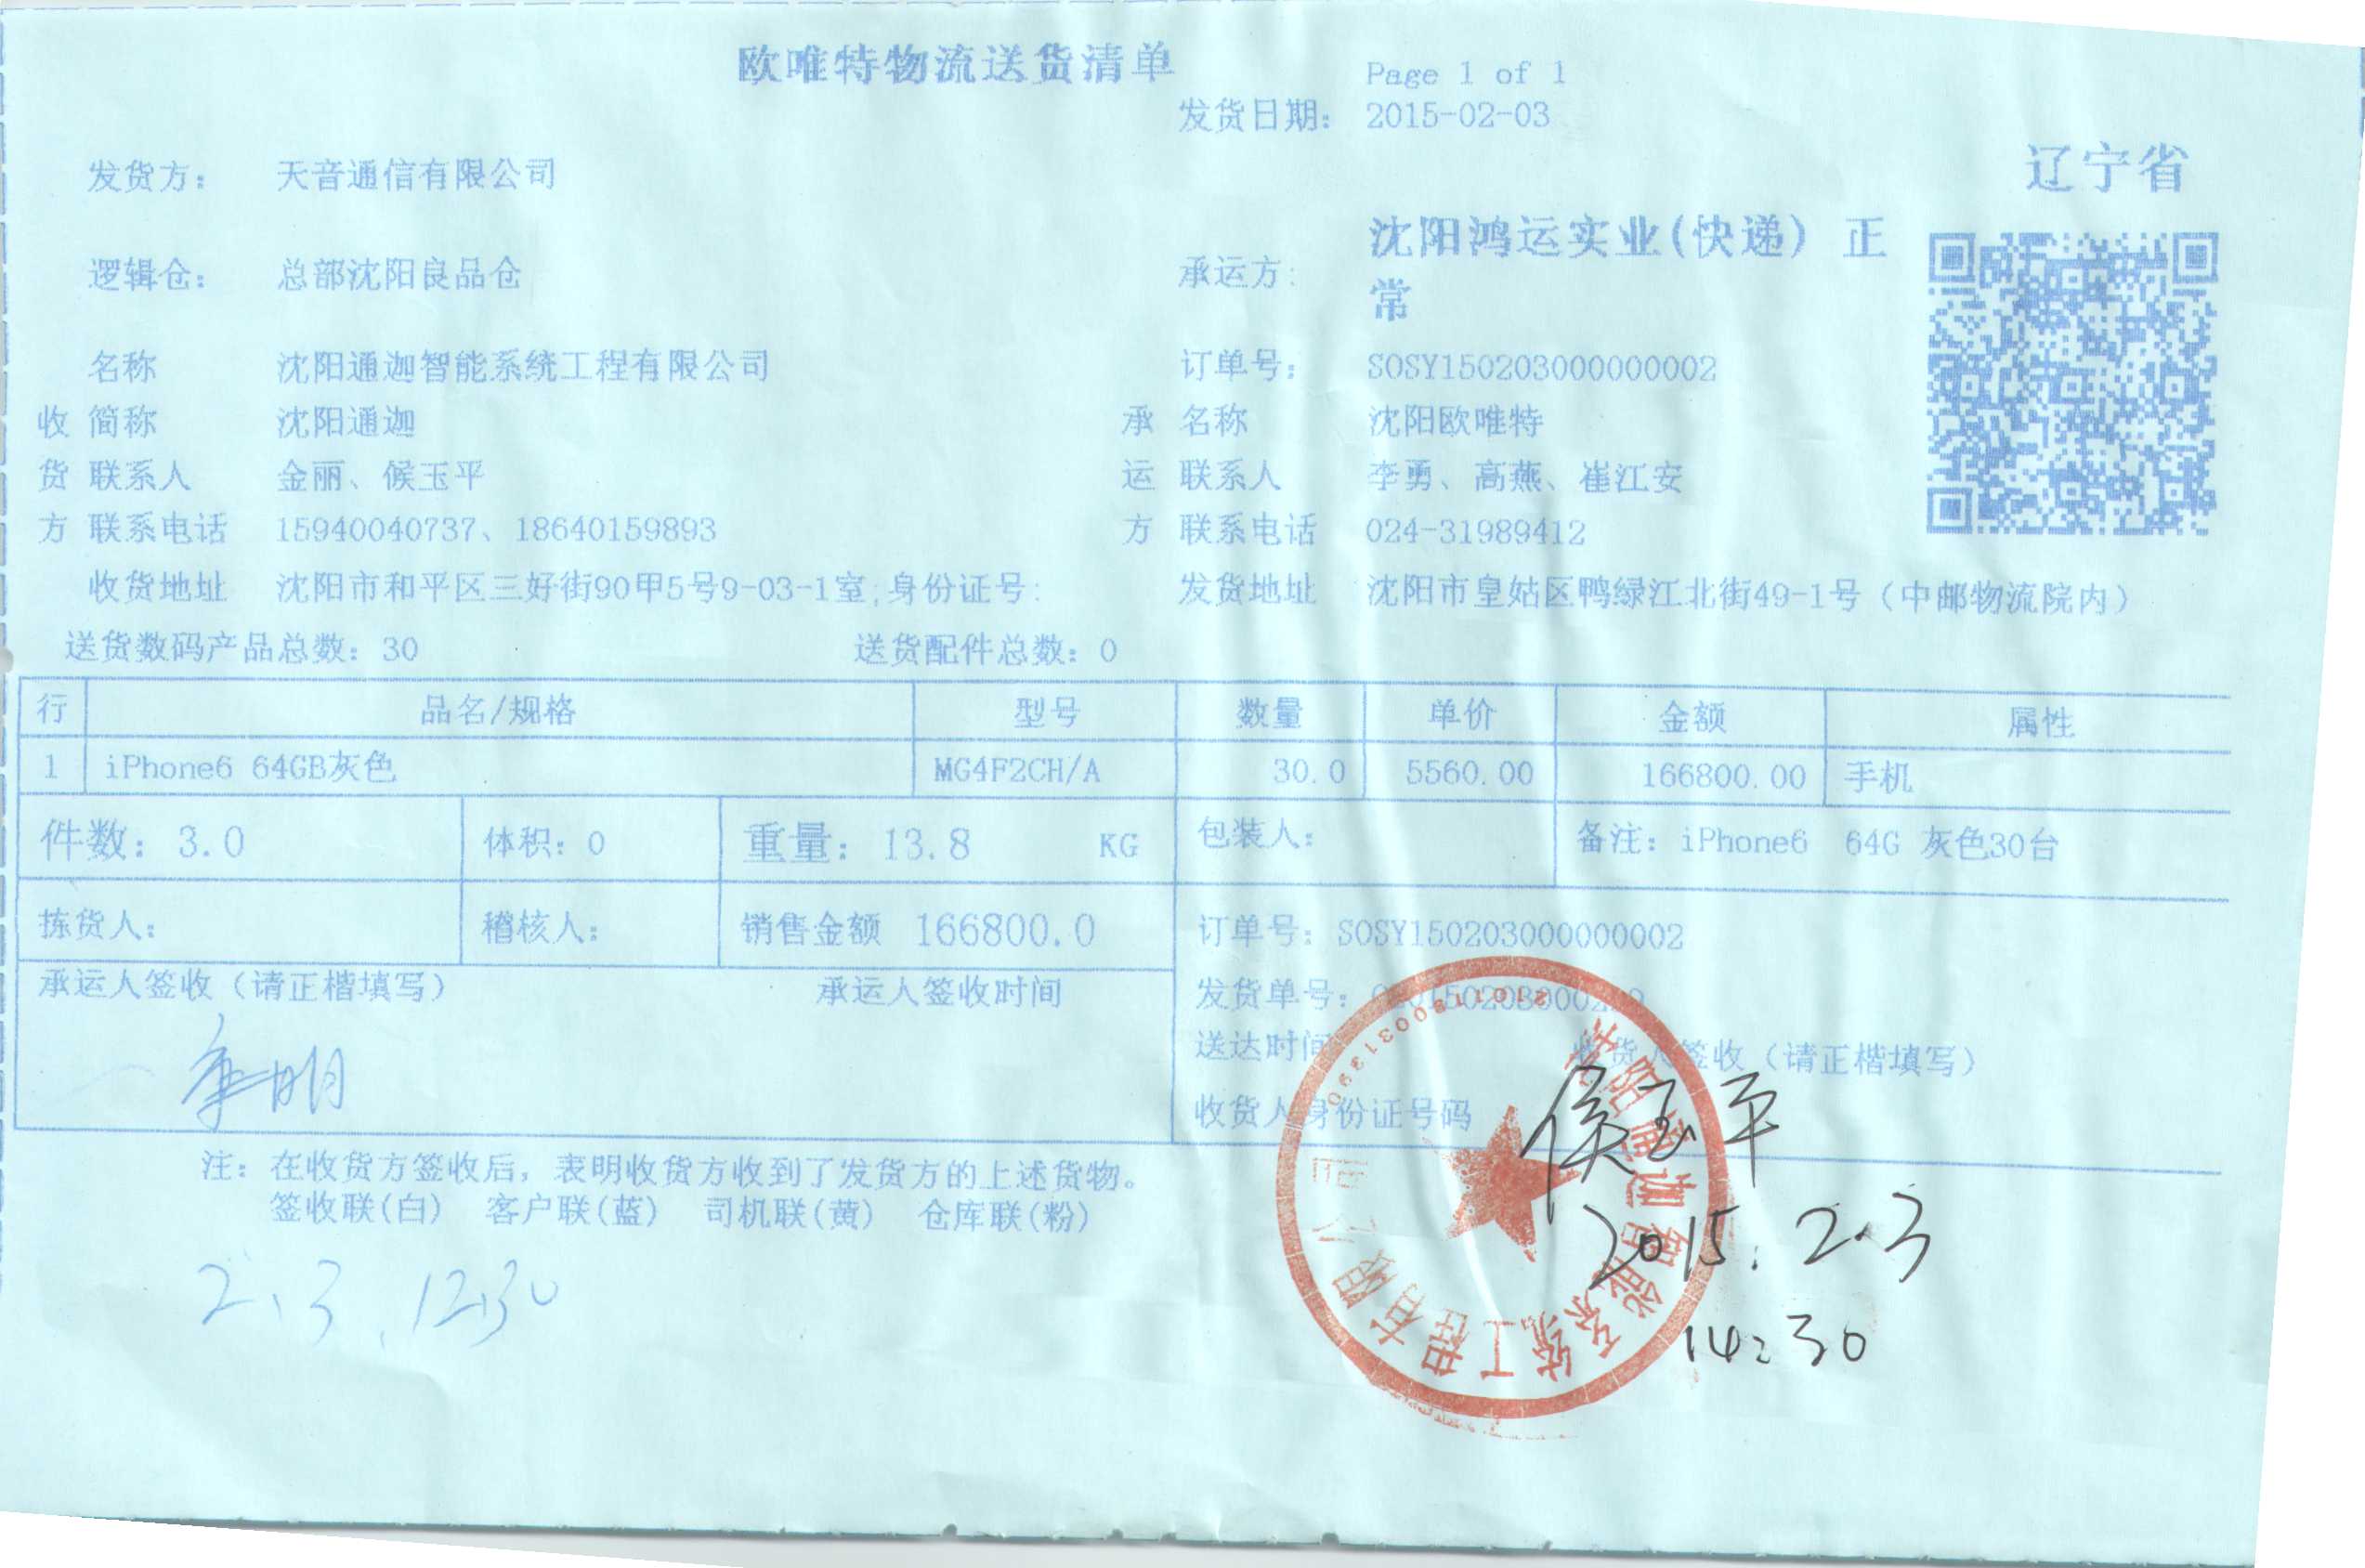 欧唯特物流送货清单
Page 1 of 1
发货日期: 2015-02-03
辽宁省
发货方: 天音通信有限公司
逻辑仓: 总部沈阳良品仓
承运方: 沈阳鸿运实业(快递) 正常
名称 沈阳通迦智能系统工程有限公司 订单号: SOSY150203000000002
收 简称 沈阳通迦 承 名称 沈阳欧唯特
货 联系人 金丽、候玉平 运 联系人 李勇、高燕、崔江安
方 联系电话 15940040737、18640159893 方 联系电话 024-31989412
收货地址 沈阳市和平区三好街90甲5号9-03-1室;身份证号: 发货地址 沈阳市皇姑区鸭绿江北街49-1号(中邮物流院内)
送货数码产品总数: 30 送货配件总数: 0
行 品名/规格 型号 数量 单价 金额 属性
1 iPhone6 64GB灰色 MG4F2CH/A 30.0 5560.00 166800.00 手机
件数: 3.0 体积: 0 重量: 13.8 KG 包装人: 备注: iPhone6 64G 灰色30台
拣货人: 稽核人: 销售金额 166800.0 订单号: SOSY150203000000002
承运人签收(请正楷填写) 承运人签收时间 发货单号:
送达时间 收货人签收(请正楷填写)
收货人身份证号码
侯玉平
2015.2.3
14:30
注: 在收货方签收后, 表明收货方收到了发货方的上述货物。
签收联(白) 客户联(蓝) 司机联(黄) 仓库联(粉)
2.3. 12:30
沈阳通迦智能系统工程有限公司